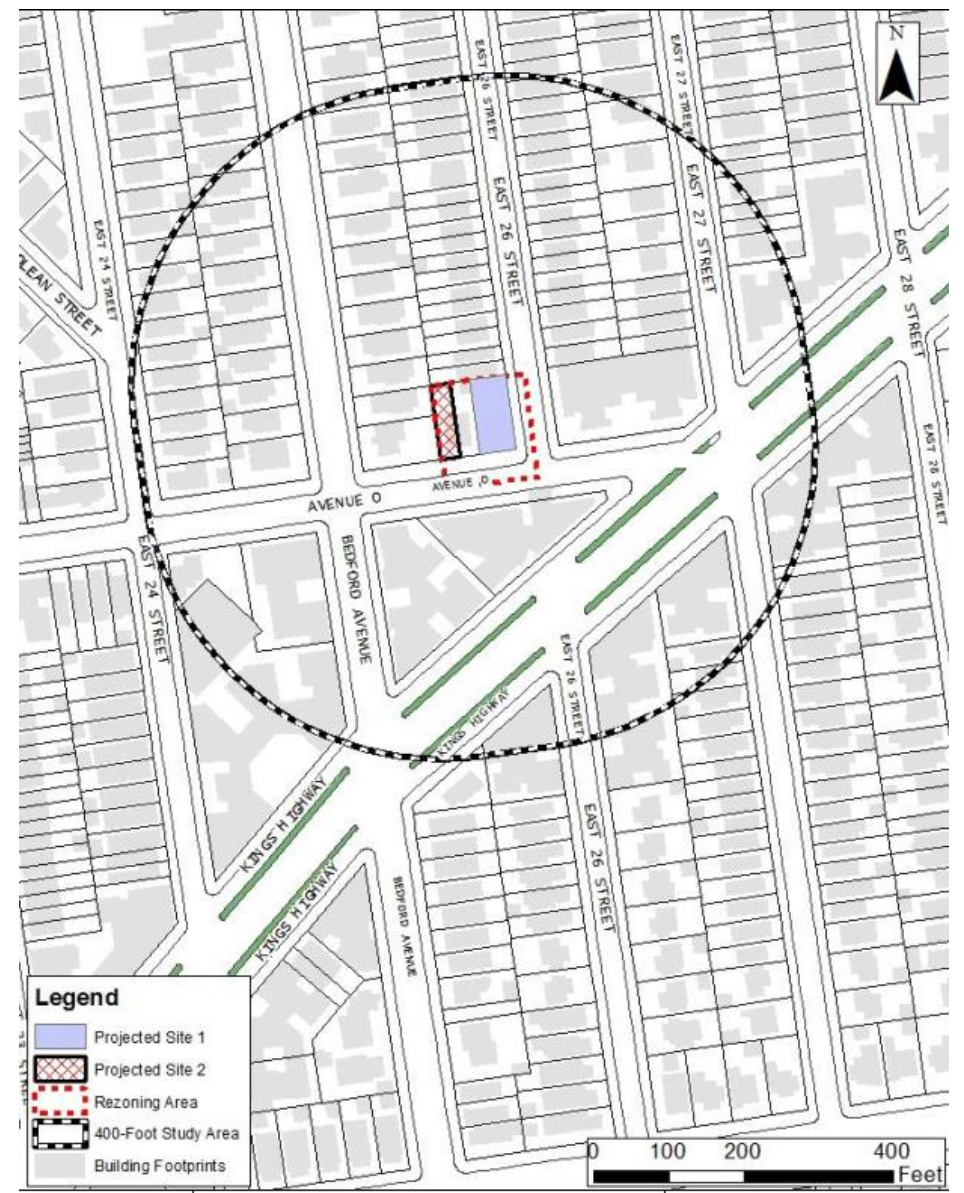 N
EAST 26 STREET
EAST 27 STREET
EAST 26 STREET
EAST 27 STREET
EAST 24 STREET
EAST 28 STREET
STREET
EAST 28 STREET
AVENUE O
AVENUE O
EAST 24 STREET
BEDFORD AVENUE
EAST 26 STREET
KINGS HIGHWAY
KINGS HIGHWAY
EAST 26 STREET
KINGS HIGHWAY
BEDFORD AVENUE
Legend
Projected Site 1
Projected Site 2
Rezoning Area
400-Foot Study Area
Building Footprints
0 100 200 400
Feet